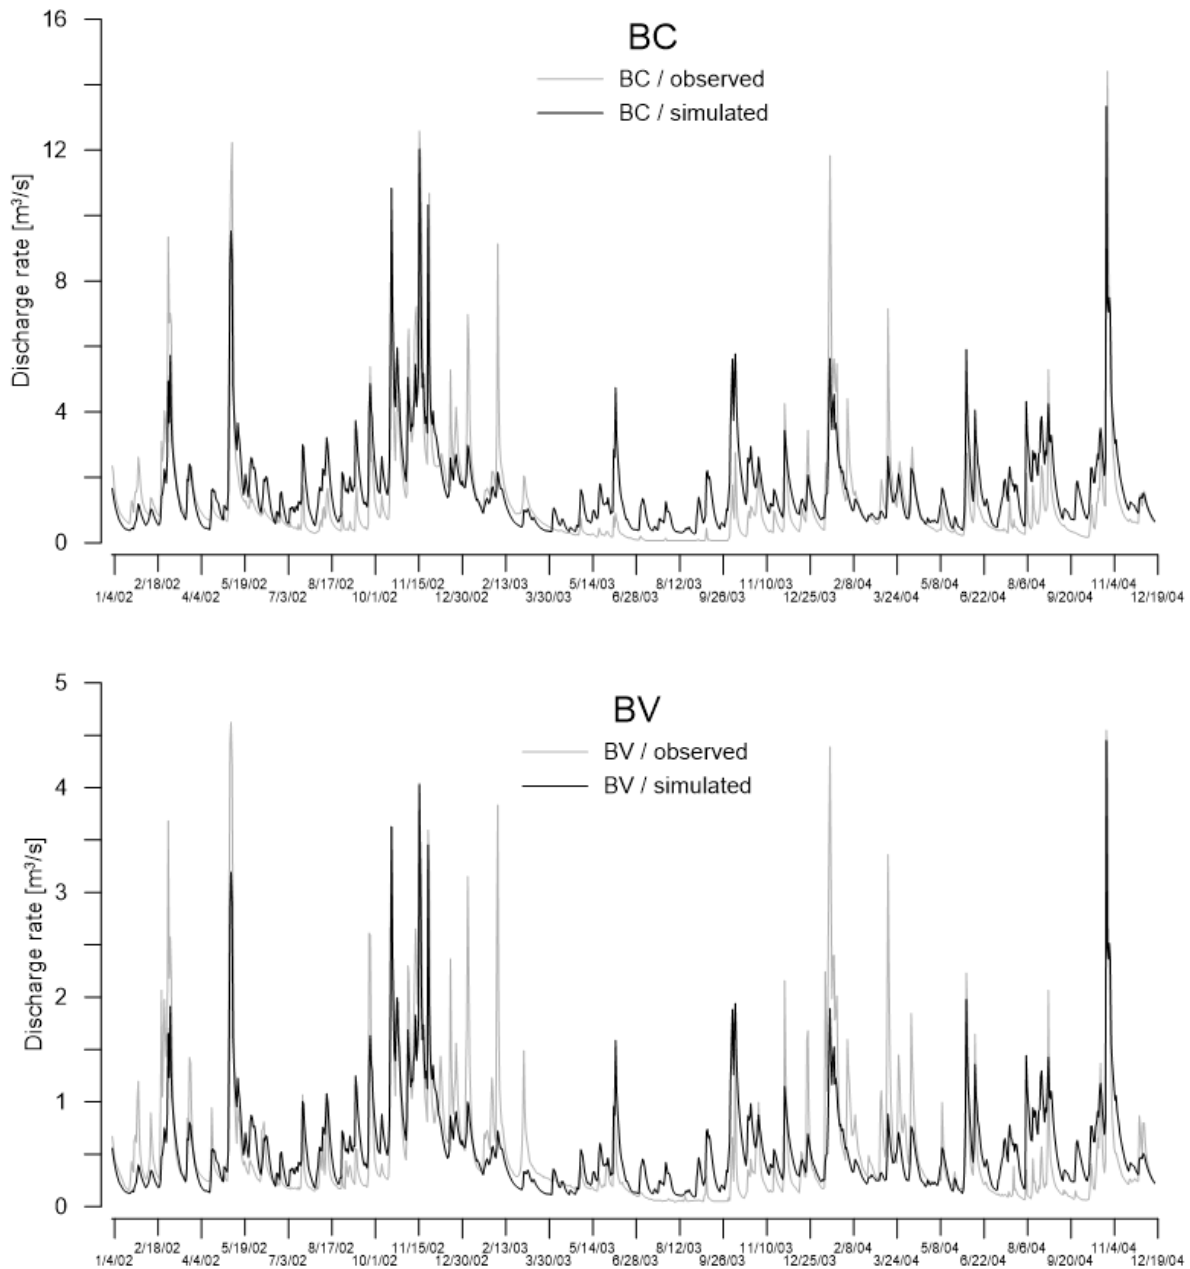 16
BC
BC / observed
BC / simulated
12
8
4
0
Discharge rate [m³/s]
2/18/02 5/19/02 8/17/02 11/15/02 2/13/03 5/14/03 8/12/03 11/10/03 2/8/04 5/8/04 8/6/04 11/4/04
1/4/02 4/4/02 7/3/02 10/1/02 12/30/02 3/30/03 6/28/03 9/26/03 12/25/03 3/24/04 6/22/04 9/20/04 12/19/04
5
BV
BV / observed
BV / simulated
4
3
2
1
0
Discharge rate [m³/s]
2/18/02 5/19/02 8/17/02 11/15/02 2/13/03 5/14/03 8/12/03 11/10/03 2/8/04 5/8/04 8/6/04 11/4/04
1/4/02 4/4/02 7/3/02 10/1/02 12/30/02 3/30/03 6/28/03 9/26/03 12/25/03 3/24/04 6/22/04 9/20/04 12/19/04